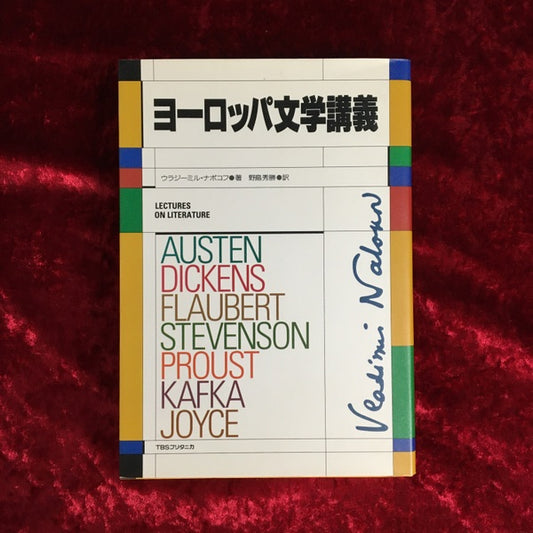 ヨーロッパ文学講義
ウラジーミル・ナボコフ●著 野島秀勝●訳
LECTURES
ON LITERATURE
AUSTEN
DICKENS
FLAUBERT
STEVENSON
PROUST
KAFKA
JOYCE
Vladimir Nabokov
TBSブリタニカ